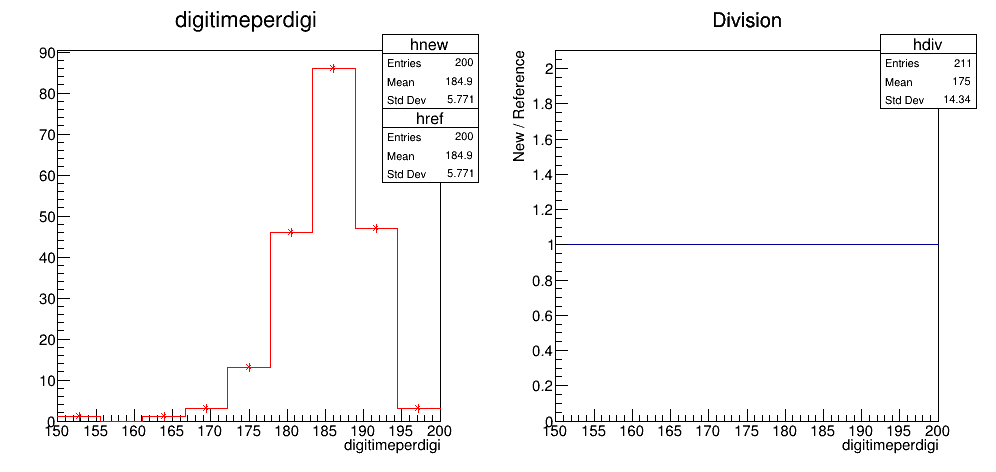 digitimeperdigi
hnew
Entries 200
Mean 184.9
Std Dev 5.771
href
Entries 200
Mean 184.9
Std Dev 5.771
90
80
70
60
50
40
30
20
10
0
150 155 160 165 170 175 180 185 190 195 200
digitimeperdigi
Division
hdiv
Entries 211
Mean 175
Std Dev 14.34
New / Reference
2
1.8
1.6
1.4
1.2
1
0.8
0.6
0.4
0.2
0
150 155 160 165 170 175 180 185 190 195 200
digitimeperdigi